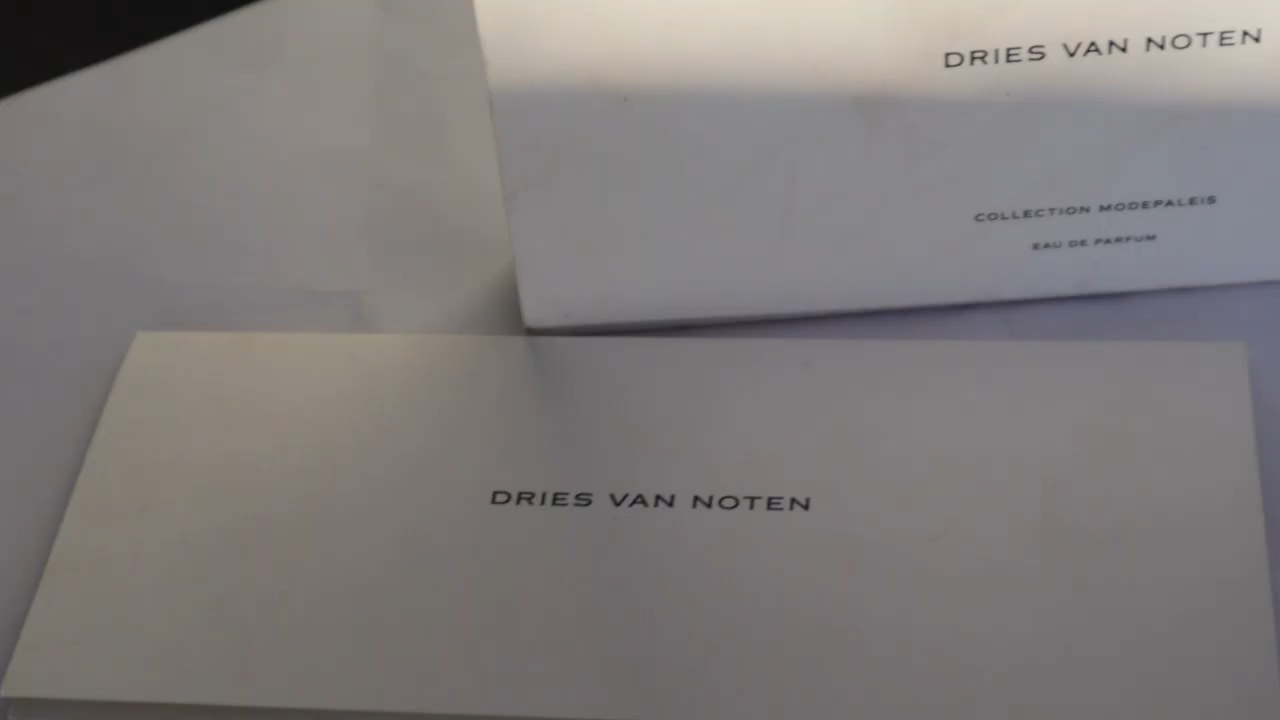 DRIES VAN NOTEN
COLLECTION MODEPALEIS
EAU DE PARFUM
DRIES VAN NOTEN